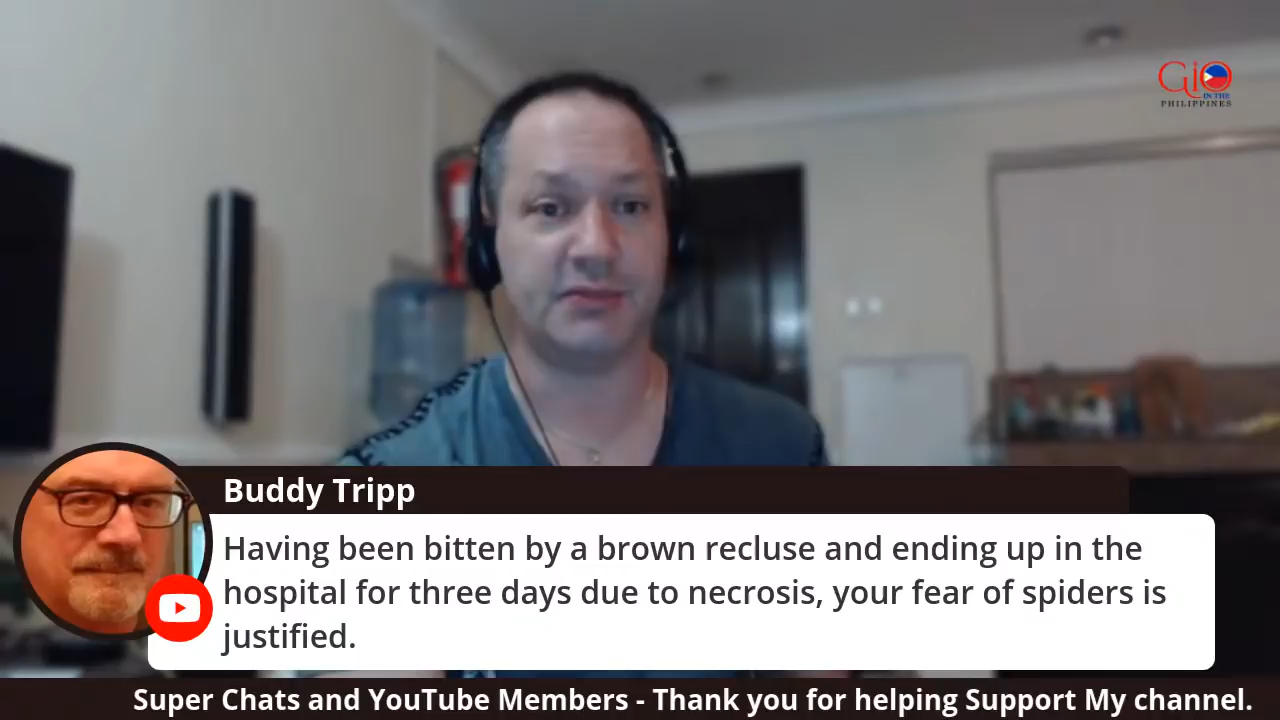 GiO
IN THE
PHILIPPINES
Buddy Tripp
Having been bitten by a brown recluse and ending up in the
hospital for three days due to necrosis, your fear of spiders is
justified.
Super Chats and YouTube Members - Thank you for helping Support My channel.